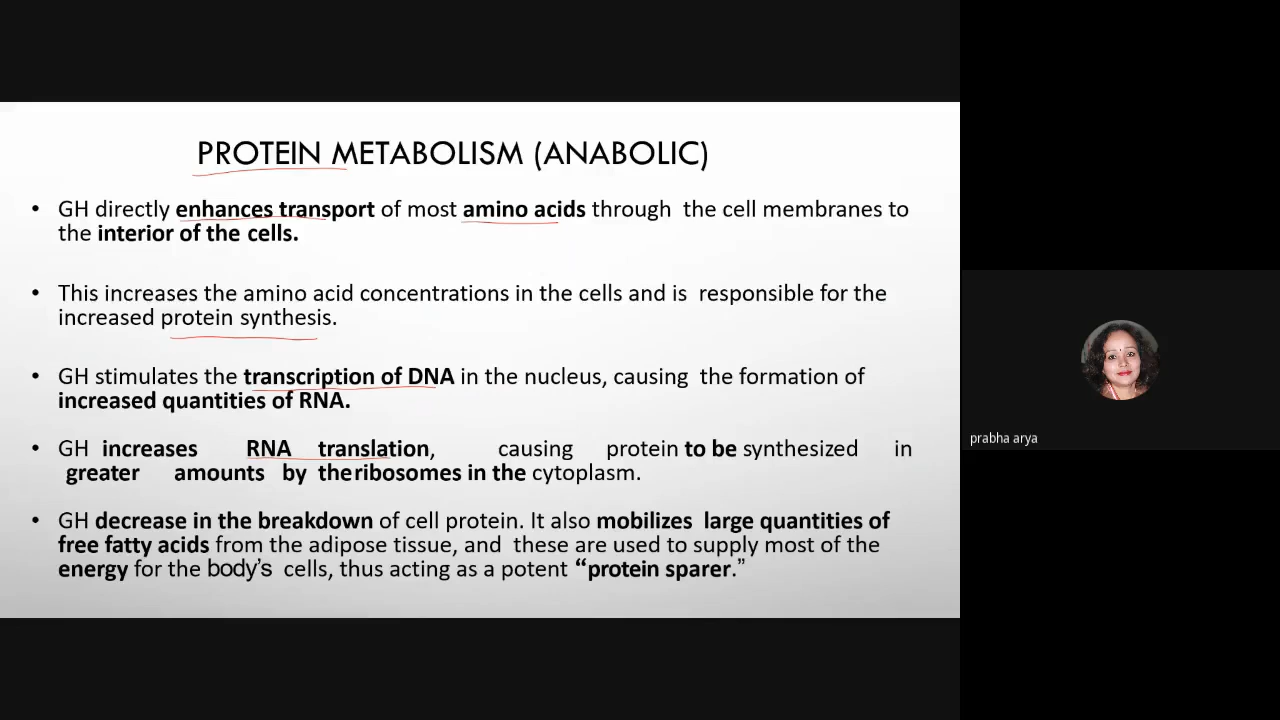 PROTEIN METABOLISM (ANABOLIC)
• GH directly enhances transport of most amino acids through the cell membranes to
the interior of the cells.
• This increases the amino acid concentrations in the cells and is responsible for the
increased protein synthesis.
• GH stimulates the transcription of DNA in the nucleus, causing the formation of
increased quantities of RNA.
• GH increases RNA translation, causing protein to be synthesized in
greater amounts by theribosomes in the cytoplasm.
• GH decrease in the breakdown of cell protein. It also mobilizes large quantities of
free fatty acids from the adipose tissue, and these are used to supply most of the
energy for the body’s cells, thus acting as a potent “protein sparer.”
prabha arya